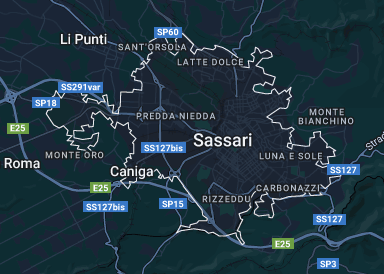 SP60
Li Punti
SANT'ORSOLA
LATTE DOLCE
SS291var
SP18
PREDDA NIEDDA
MONTE
BIANCHINO
E25
Sassari
SS127bis
MONTE ORO
LUNA E SOLE
Roma
Caniga
SS127
E25
CARBONAZZI
RIZZEDDU
SS127bis
SP15
SS127
E25
SP3